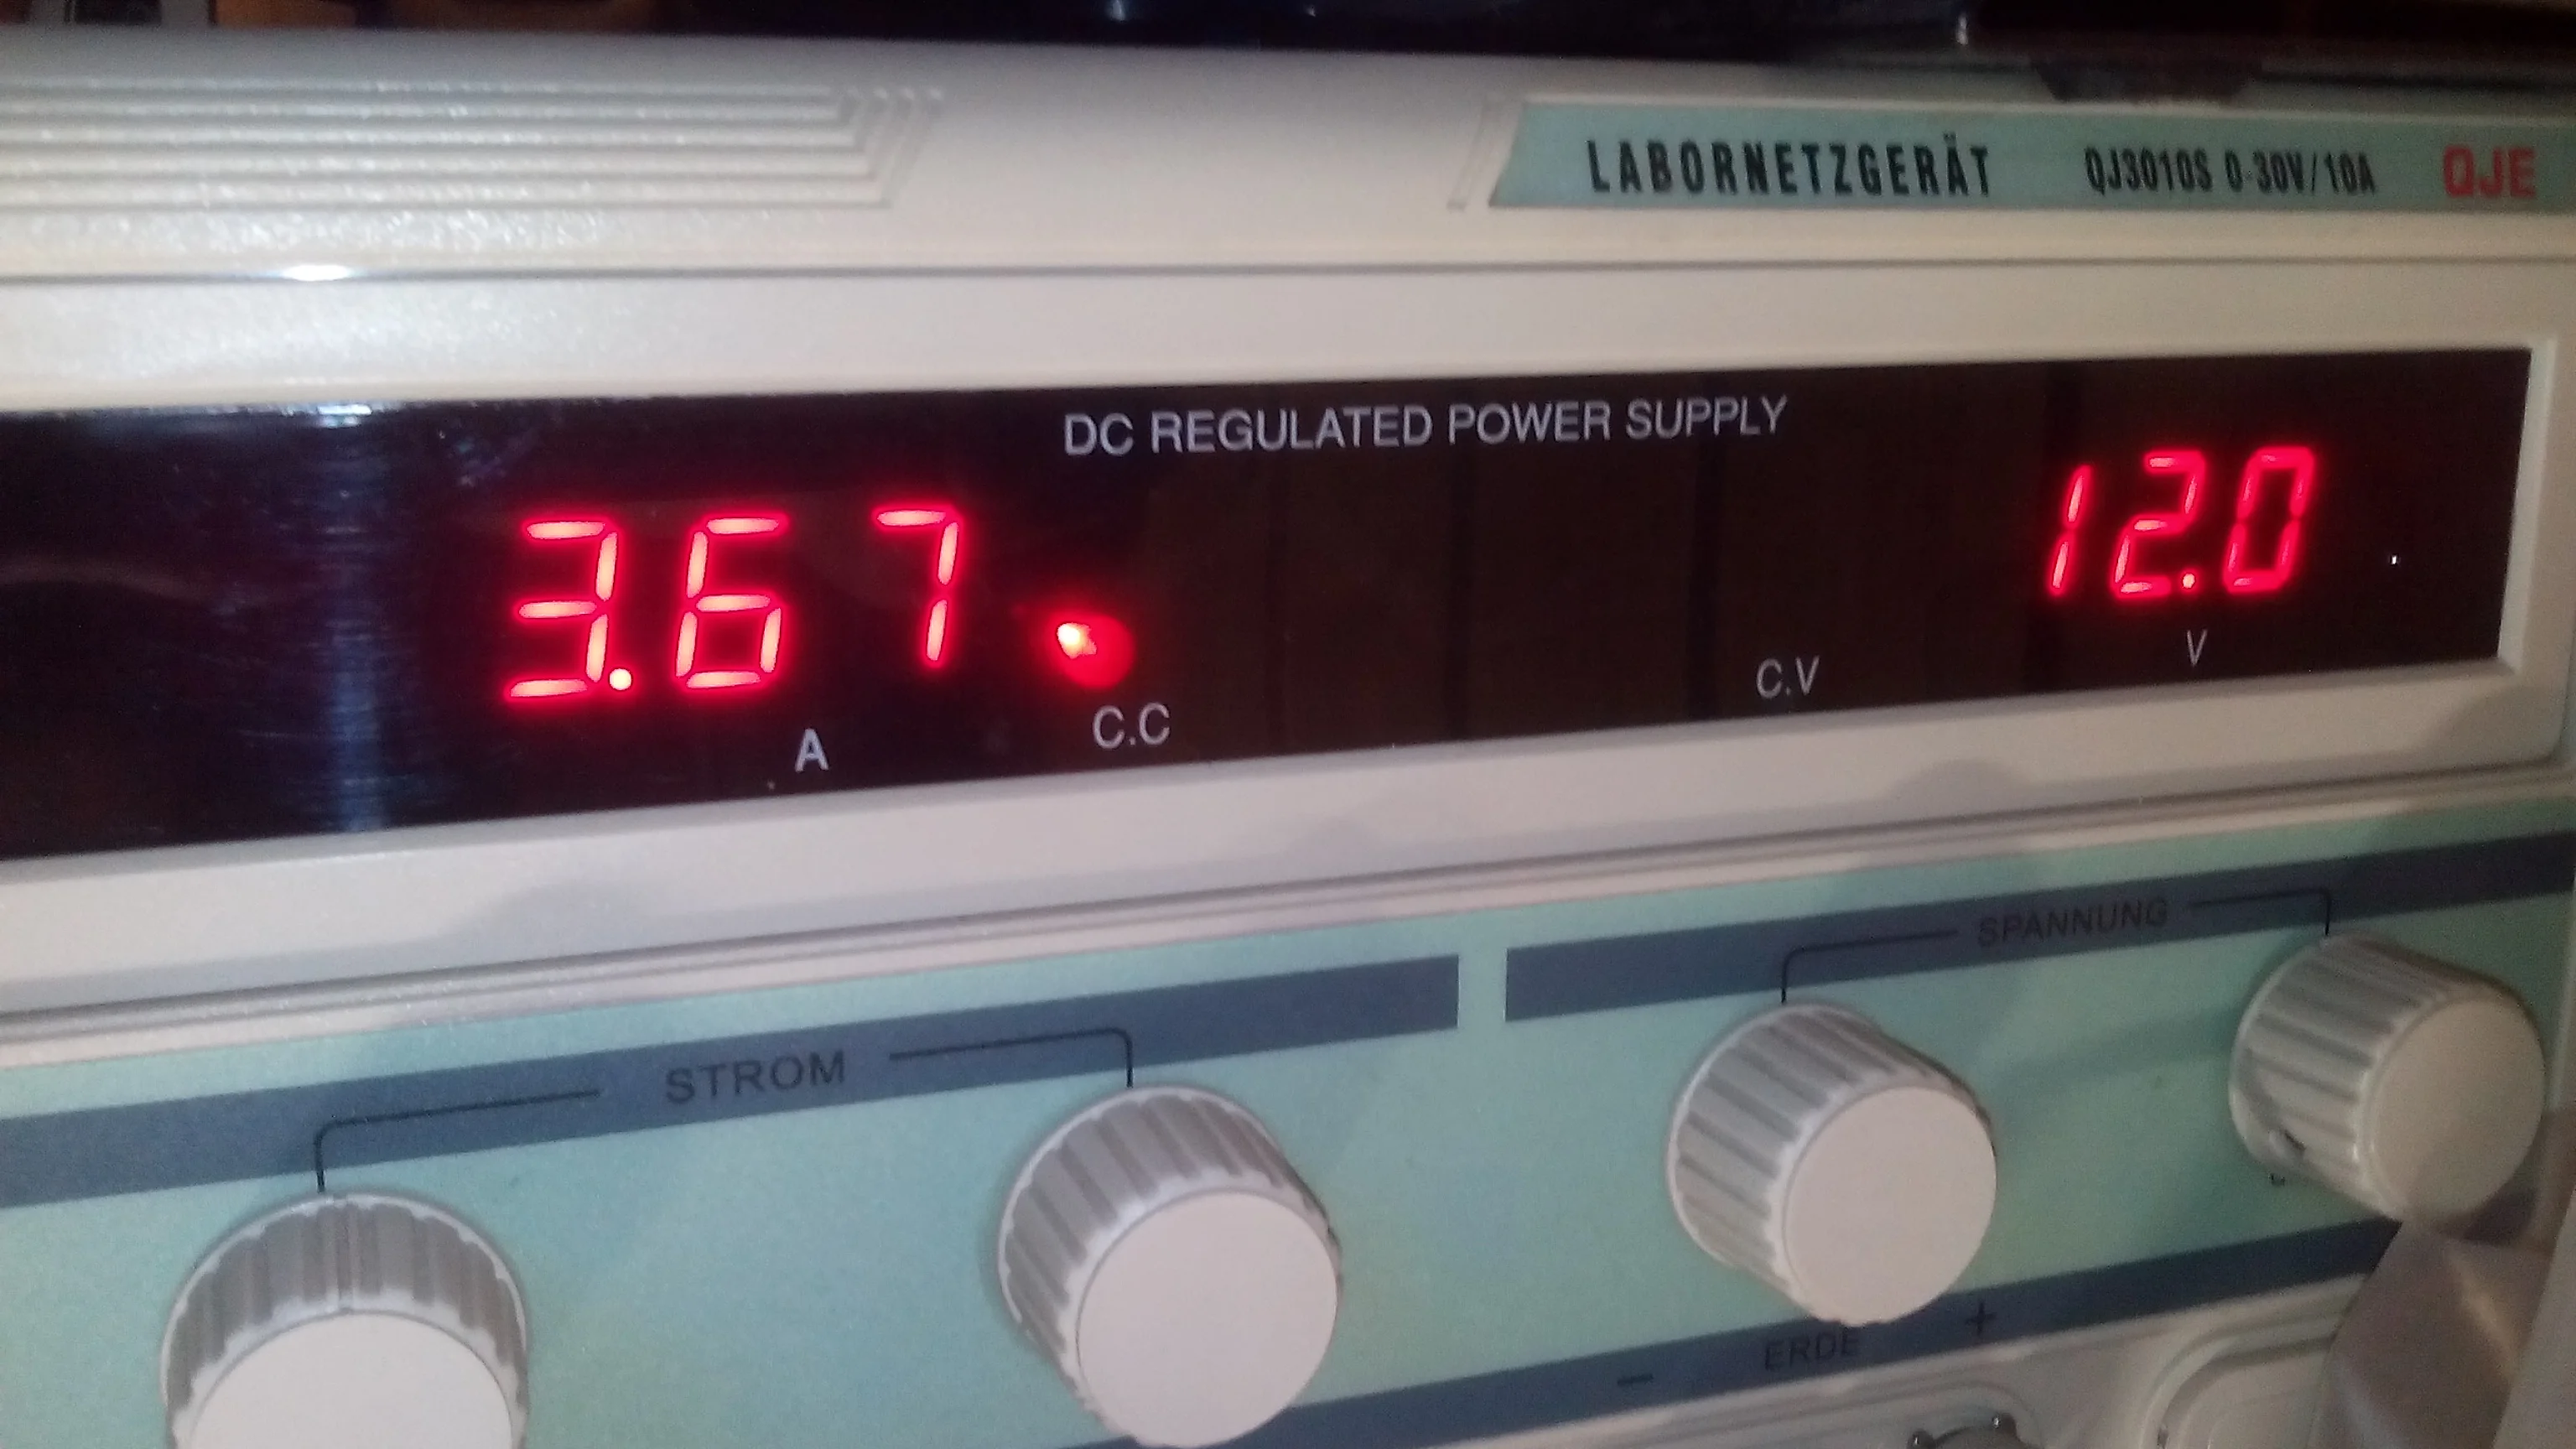 LABORNETZGERÄT QJ3010S 0-30V/10A QJE
DC REGULATED POWER SUPPLY
3.67 12.0
A C.C C.V V
STROM SPANNUNG
− ERDE +